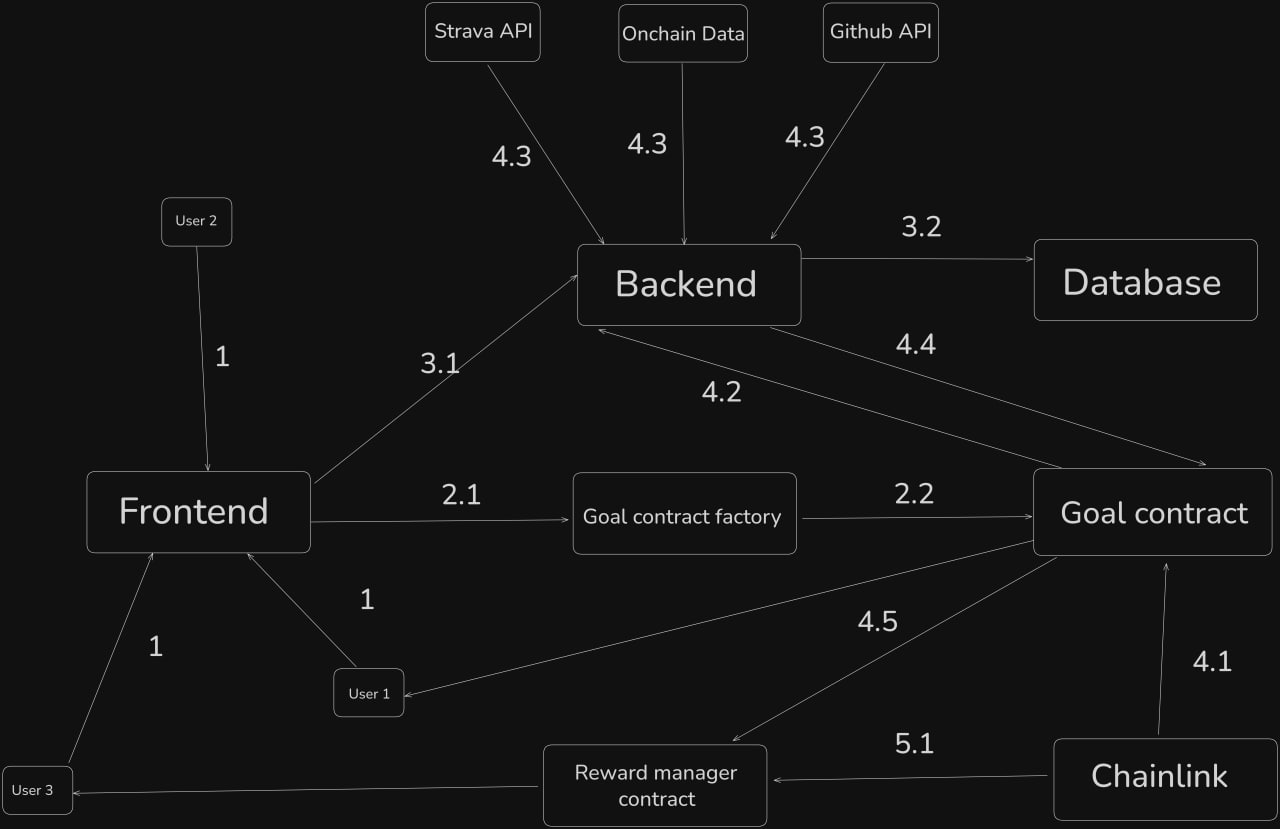 Strava API
Onchain Data
Github API
4.3
4.3
4.3
User 2
3.2
Backend
Database
1
3.1
4.4
4.2
Frontend
2.1
Goal contract factory
2.2
Goal contract
1
4.5
1
4.1
User 1
5.1
User 3
Reward manager
contract
Chainlink